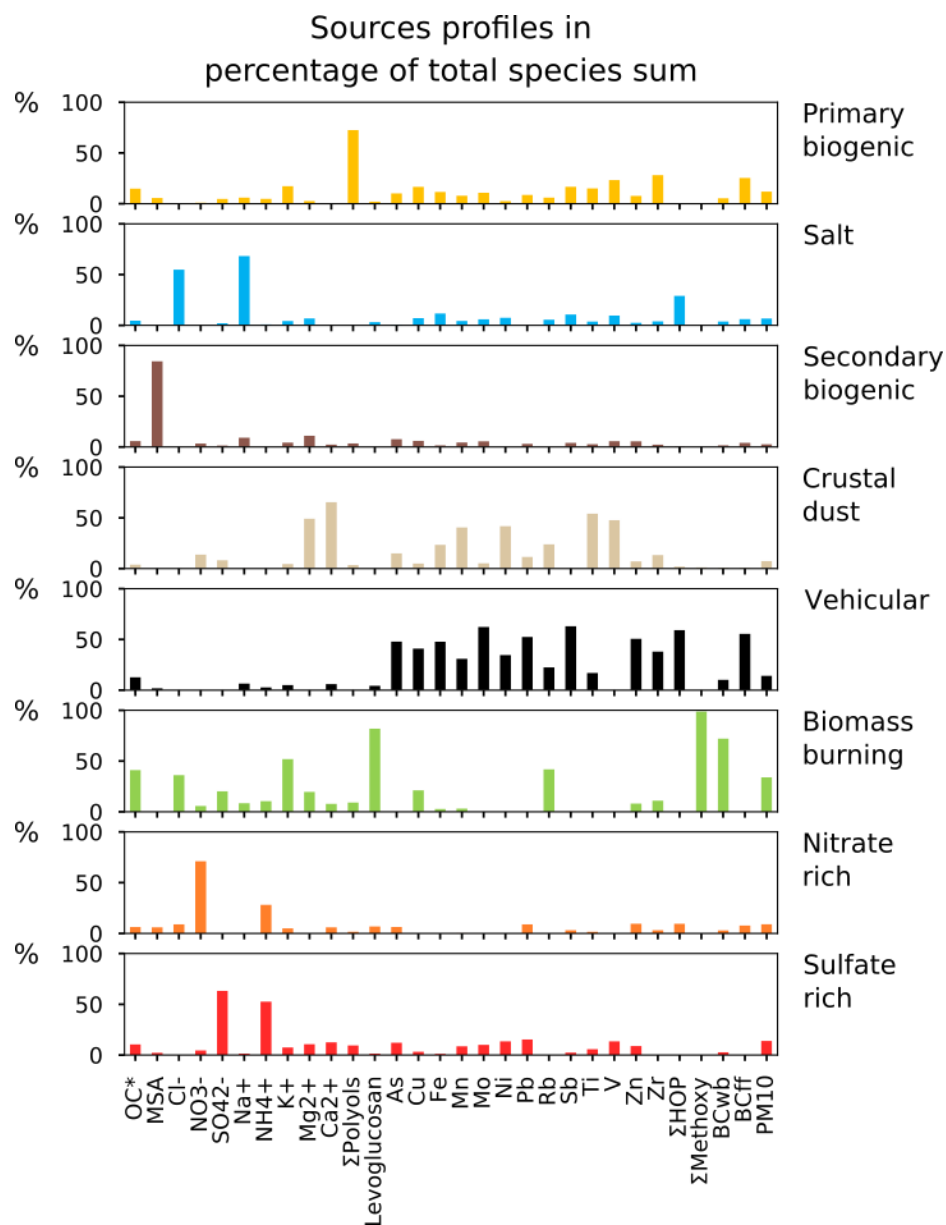 Sources profiles in
percentage of total species sum
%
100
50
0
Primary
biogenic
%
100
50
0
Salt
%
100
50
0
Secondary
biogenic
%
100
50
0
Crustal
dust
%
100
50
0
Vehicular
%
100
50
0
Biomass
burning
%
100
50
0
Nitrate
rich
%
100
50
0
Sulfate
rich
OC*
MSA
Cl-
NO3-
SO42-
Na+
NH4+
K+
Mg2+
Ca2+
ΣPolyols
Levoglucosan
As
Cu
Fe
Mn
Mo
Ni
Pb
Rb
Sb
Ti
V
Zn
Zr
ΣHOP
ΣMethoxy
BCwb
BCff
PM10